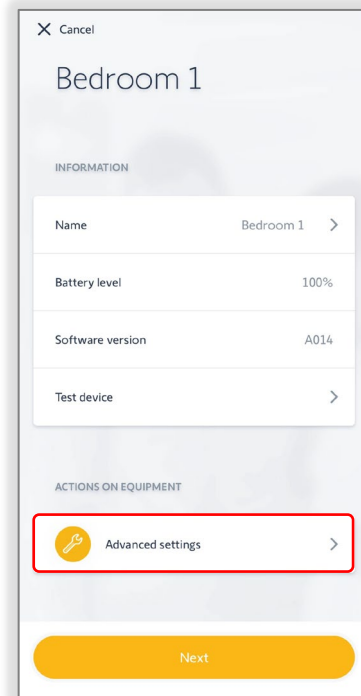 Cancel
Bedroom 1
INFORMATION
Name Bedroom 1
Battery level 100%
Software version A014
Test device
ACTIONS ON EQUIPMENT
Advanced settings
Next